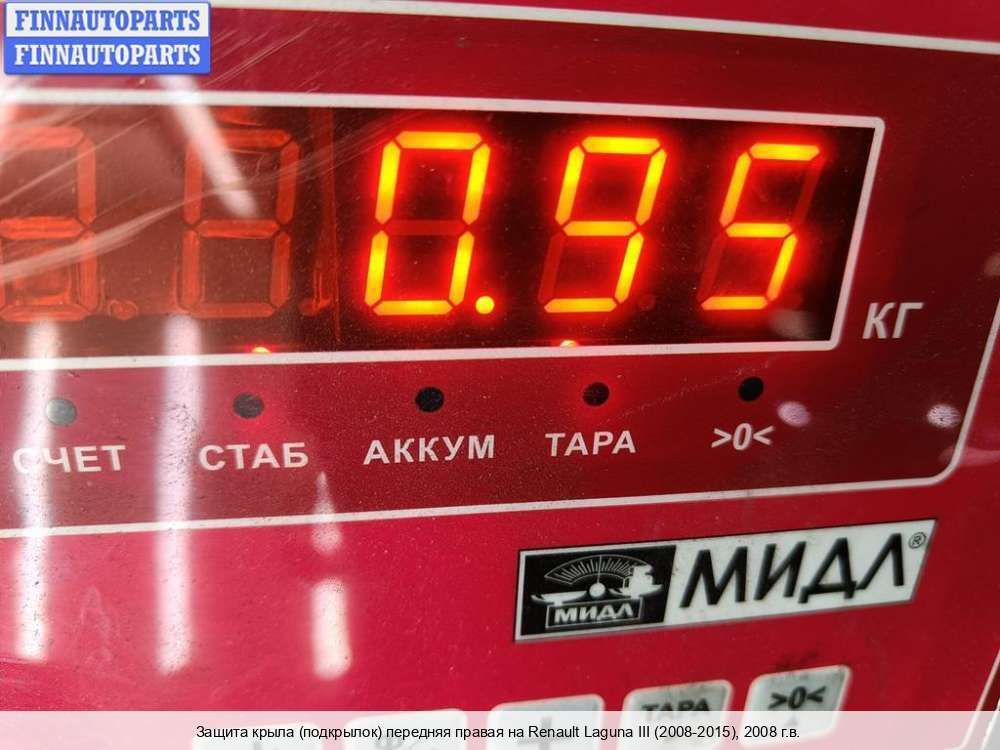 FINNAUTOPARTS
FINNAUTOPARTS
0.95
КГ
СЧЕТ СТАБ АККУМ ТАРА >0<
МИДЛ МИДЛ®
ТАРА >0<
Защита крыла (подкрылок) передняя правая на Renault Laguna III (2008-2015), 2008 г.в.